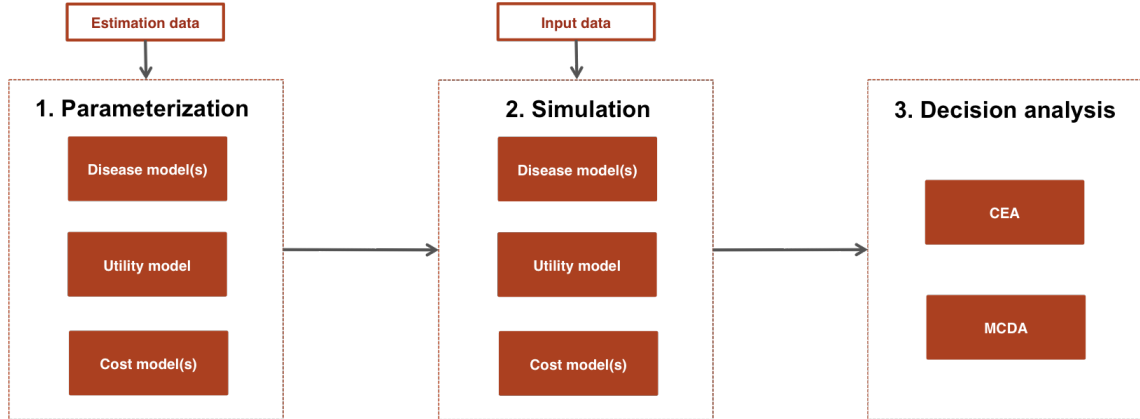 Estimation data
Input data
1. Parameterization
Disease model(s)
Utility model
Cost model(s)
2. Simulation
Disease model(s)
Utility model
Cost model(s)
3. Decision analysis
CEA
MCDA